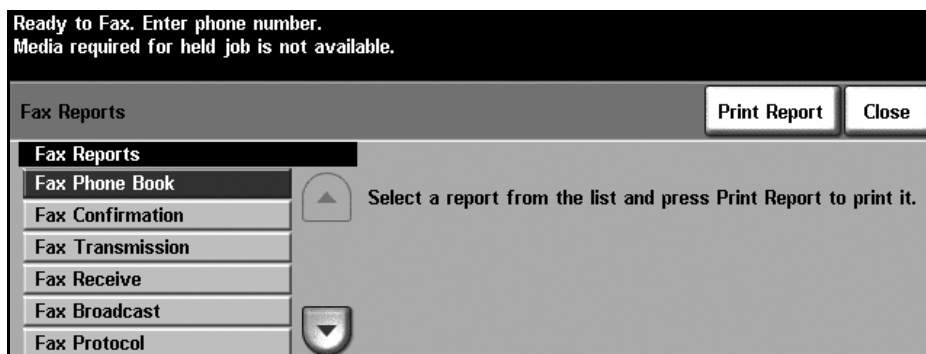 Ready to Fax. Enter phone number.
Media required for held job is not available.
Fax Reports
Print Report
Close
Fax Reports
Fax Phone Book
Fax Confirmation
Fax Transmission
Fax Receive
Fax Broadcast
Fax Protocol
Select a report from the list and press Print Report to print it.